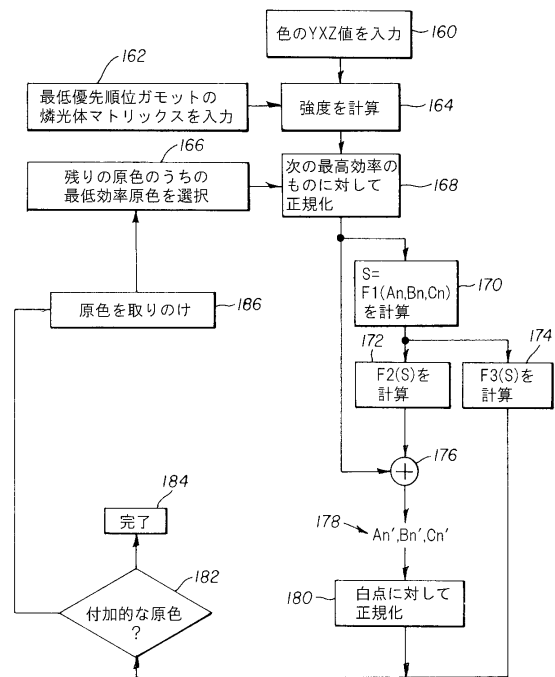 色のYXZ値を入力
160
162
最低優先順位ガモットの
燐光体マトリックスを入力
強度を計算
164
166
残りの原色のうちの
最低効率原色を選択
次の最高効率の
ものに対して
正規化
168
S=
F1(An,Bn,Cn)
を計算
170
原色を取りのけ
186
172
F2(S)を
計算
174
F3(S)を
計算
176
178
An′,Bn′,Cn′
184
完了
180
白点に対して
正規化
182
付加的な原色
?